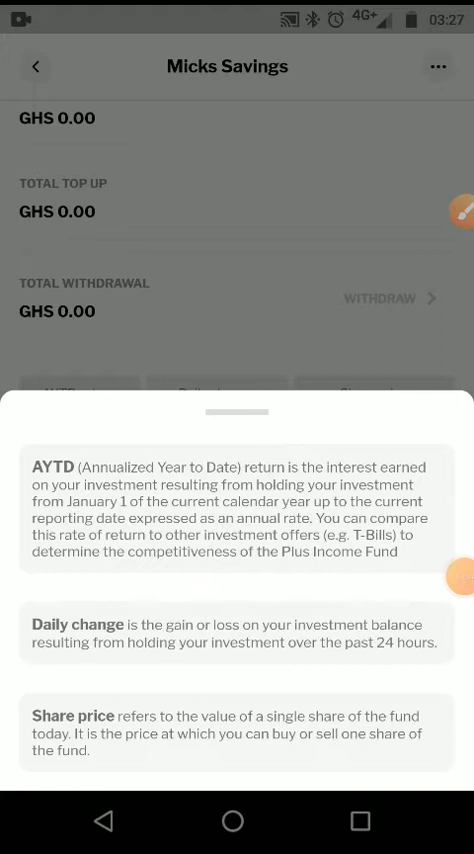 4G+ 03:27
Micks Savings
GHS 0.00
TOTAL TOP UP
GHS 0.00
TOTAL WITHDRAWAL
WITHDRAW
GHS 0.00
AYTD (Annualized Year to Date) return is the interest earned
on your investment resulting from holding your investment
from January 1 of the current calendar year up to the current
reporting date expressed as an annual rate. You can compare
this rate of return to other investment offers (e.g. T-Bills) to
determine the competitiveness of the Plus Income Fund
Daily change is the gain or loss on your investment balance
resulting from holding your investment over the past 24 hours.
Share price refers to the value of a single share of the fund
today. It is the price at which you can buy or sell one share of
the fund.